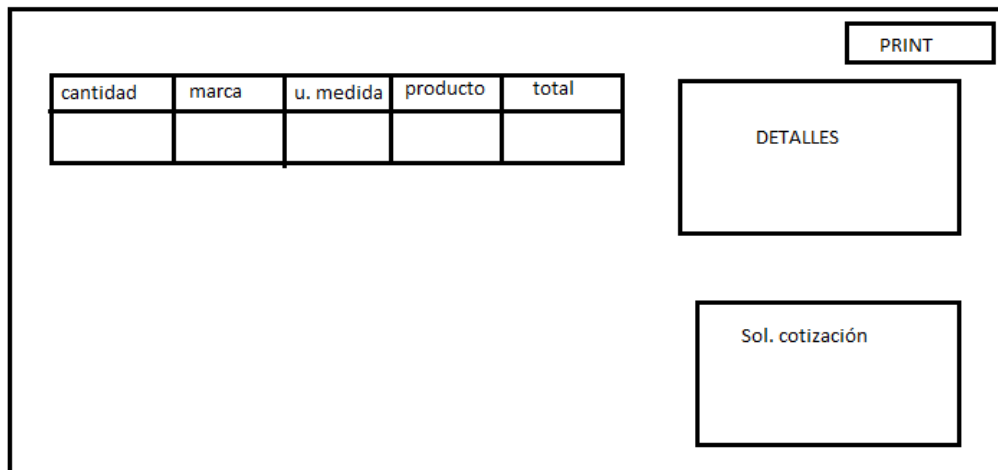 PRINT
cantidad marca u. medida producto total
DETALLES
Sol. cotización